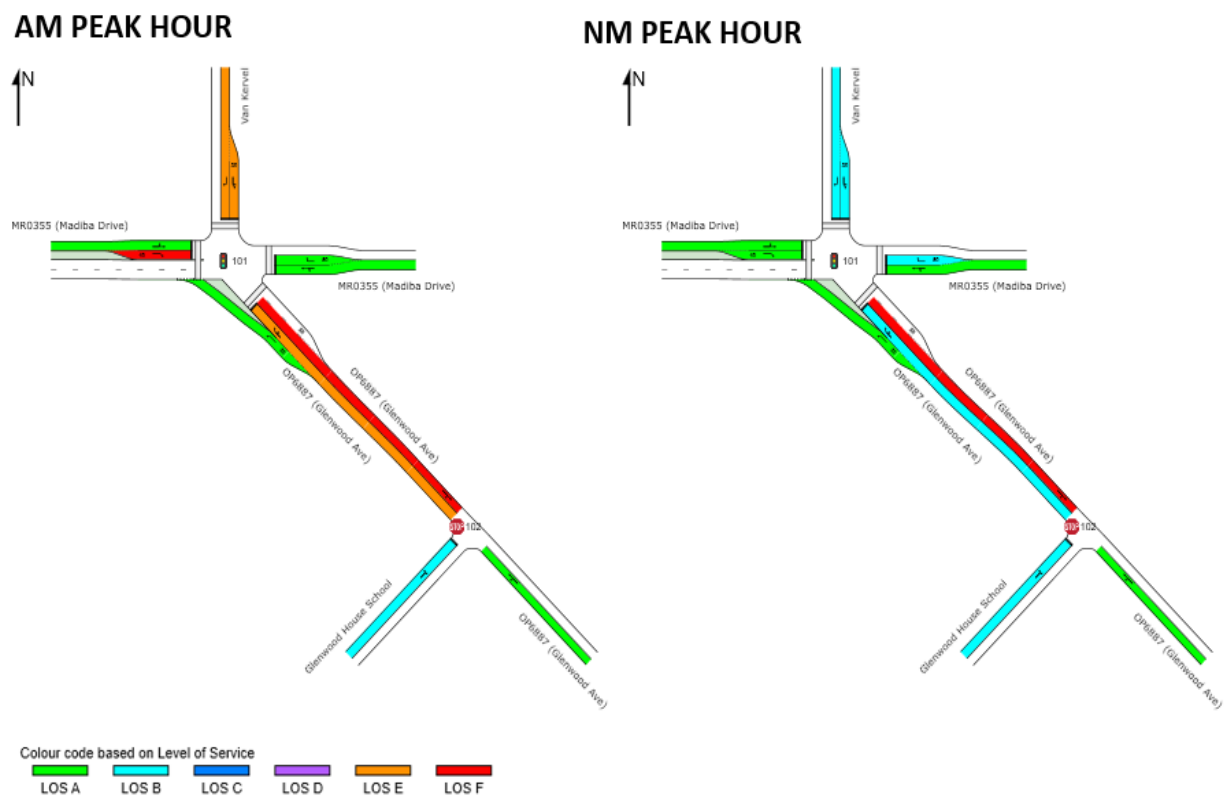 AM PEAK HOUR
NM PEAK HOUR
N
Van Kervel
MR0355 (Madiba Drive)
101
MR0355 (Madiba Drive)
OP6887 (Glenwood Ave)
OP6887 (Glenwood Ave)
STOP
102
Glenwood House School
OP6887 (Glenwood Ave)
N
Van Kervel
MR0355 (Madiba Drive)
101
MR0355 (Madiba Drive)
OP6887 (Glenwood Ave)
OP6887 (Glenwood Ave)
STOP
102
Glenwood House School
OP6887 (Glenwood Ave)
Colour code based on Level of Service
LOS A
LOS B
LOS C
LOS D
LOS E
LOS F